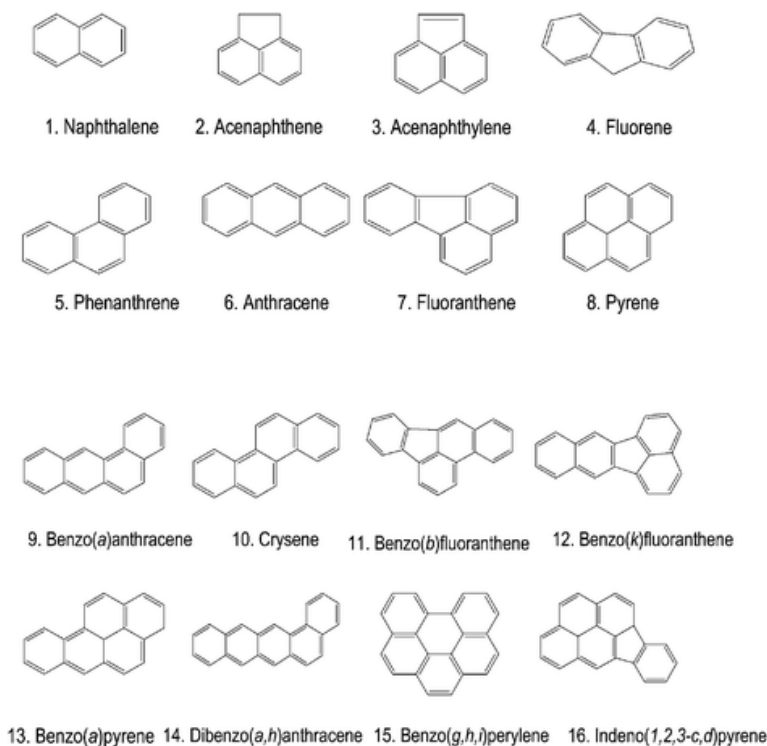 1. Naphthalene 2. Acenaphthene 3. Acenaphthylene 4. Fluorene
5. Phenanthrene 6. Anthracene 7. Fluoranthene 8. Pyrene
9. Benzo(a)anthracene 10. Crysene 11. Benzo(b)fluoranthene 12. Benzo(k)fluoranthene
13. Benzo(a)pyrene 14. Dibenzo(a,h)anthracene 15. Benzo(g,h,i)perylene 16. Indeno(1,2,3-c,d)pyrene